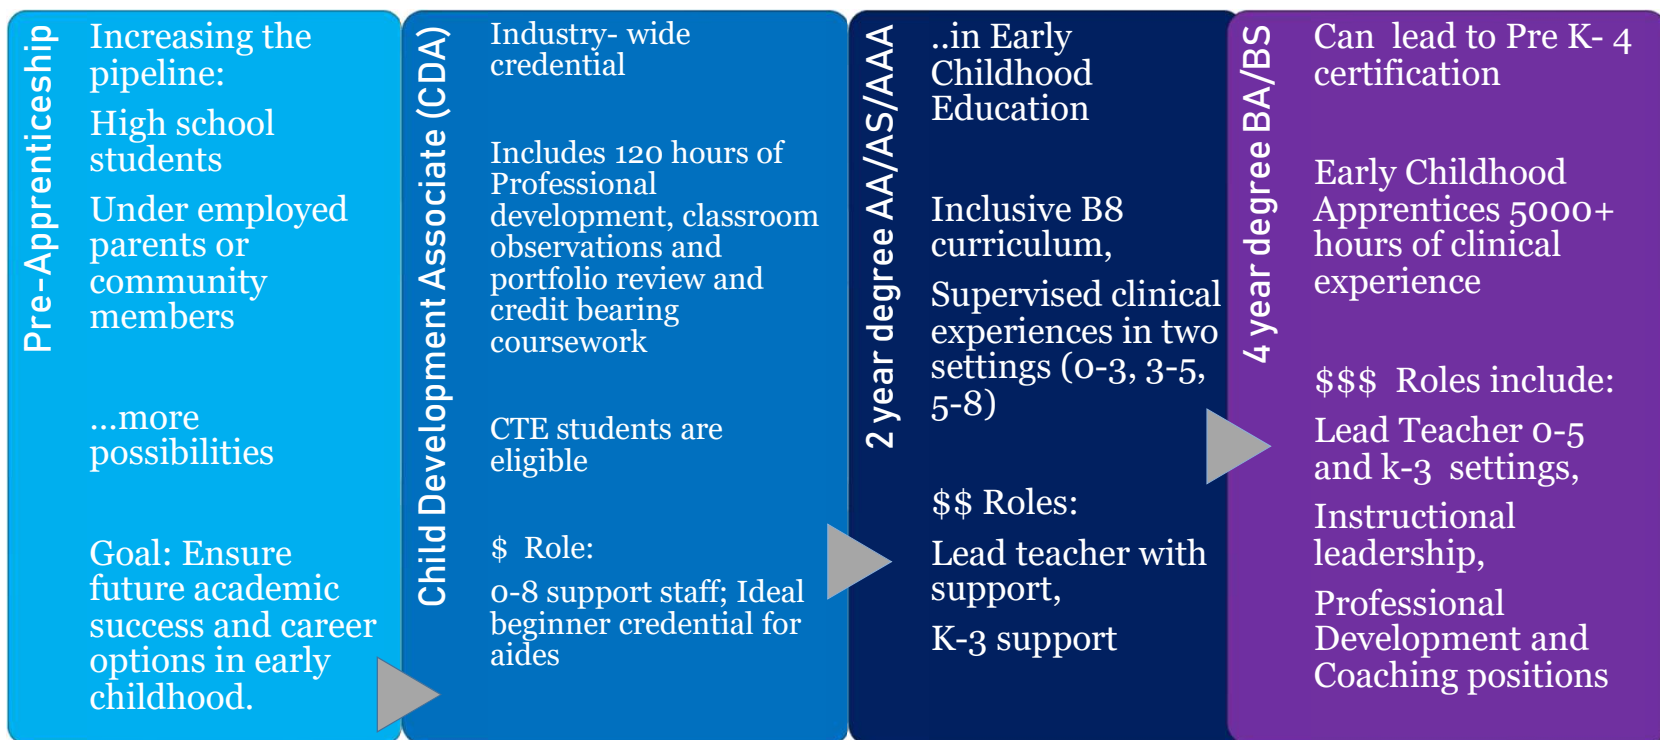 Pre-Apprenticeship
Increasing the
pipeline:
High school
students
Under employed
parents or
community
members
...more
possibilities
Goal: Ensure
future academic
success and career
options in early
childhood.
Child Development Associate (CDA)
Industry- wide
credential
Includes 120 hours of
Professional
development, classroom
observations and
portfolio review and
credit bearing
coursework
CTE students are
eligible
$ Role:
0-8 support staff; Ideal
beginner credential for
aides
2 year degree AA/AS/AAA
..in Early
Childhood
Education
Inclusive B8
curriculum,
Supervised clinical
experiences in two
settings (0-3, 3-5,
5-8)
$$ Roles:
Lead teacher with
support,
K-3 support
4 year degree BA/BS
Can lead to Pre K- 4
certification
Early Childhood
Apprentices 5000+
hours of clinical
experience
$$$ Roles include:
Lead Teacher 0-5
and k-3 settings,
Instructional
leadership,
Professional
Development and
Coaching positions